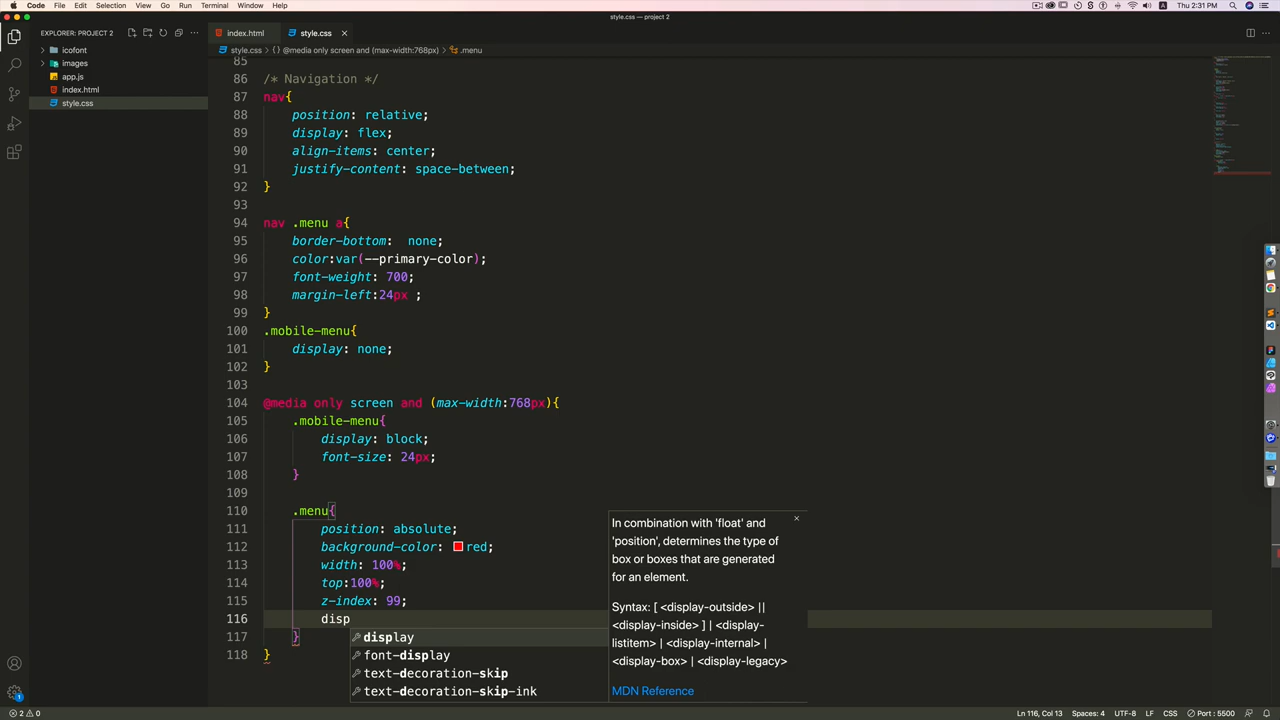 Code File Edit Selection View Go Run Terminal Window Help
Thu 2:31 PM
style.css — project 2
EXPLORER: PROJECT 2
icofont
images
app.js
index.html
style.css
index.html style.css
style.css > {} @media only screen and (max-width:768px) > .menu
85
86 /* Navigation */
87 nav{
88 position: relative;
89 display: flex;
90 align-items: center;
91 justify-content: space-between;
92 }
93
94 nav .menu a{
95 border-bottom:  none;
96 color:var(--primary-color);
97 font-weight: 700;
98 margin-left:24px ;
99 }
100 .mobile-menu{
101 display: none;
102 }
103
104 @media only screen and (max-width:768px){
105 .mobile-menu{
106 display: block;
107 font-size: 24px;
108 }
109
110 .menu{
111 position: absolute;
112 background-color: red;
113 width: 100%;
114 top:100%;
115 z-index: 99;
116 disp
117 }
118 }
display
font-display
text-decoration-skip
text-decoration-skip-ink
In combination with 'float' and
'position', determines the type of
box or boxes that are generated
for an element.
Syntax: [ <display-outside> ||
<display-inside> ] | <display-
listitem> | <display-internal> |
<display-box> | <display-legacy>
MDN Reference
1
2 0
Ln 116, Col 13 Spaces: 4 UTF-8 LF CSS Port : 5500